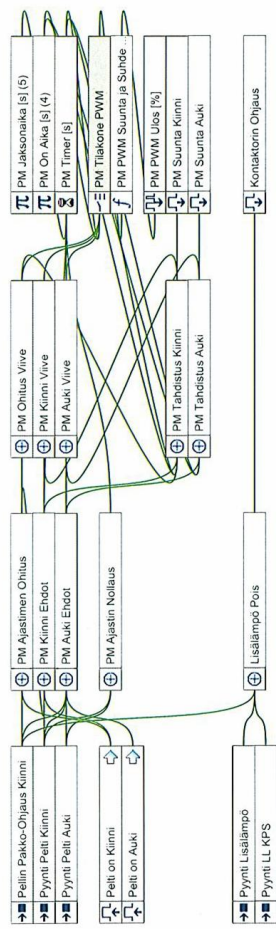 Pellin Pakko-Ohjaus Kiinni
Pyynti Pelti Kiinni
Pyynti Pelti Auki
Pelti on Kiinni
Pelti on Auki
Pyynti Lisälämpö
Pyynti LL KPS
PM Ajastimen Ohitus
PM Kiinni Ehdot
PM Auki Ehdot
PM Ajastin Nollaus
Lisälämpö Pois
PM Ohitus Viive
PM Kiinni Viive
PM Auki Viive
PM Tahdistus Kiinni
PM Tahdistus Auki
π PM Jaksonaika [s] (5)
π PM On Aika [s] (4)
PM Timer [s]
PM Tilakone PWM
f PM PWM Suunta ja Suhde
PM PWM Ulos [%]
PM Suunta Kiinni
PM Suunta Auki
Kontaktorin Ohjaus